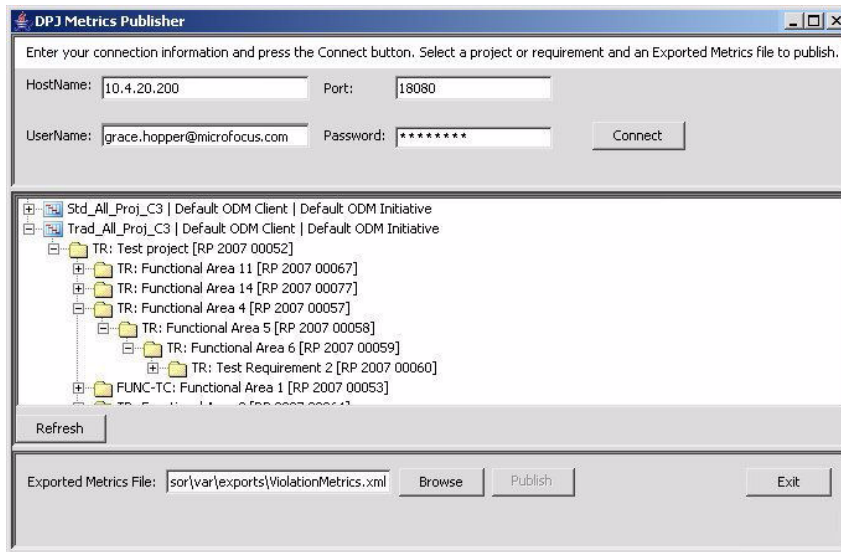 DPJ Metrics Publisher
Enter your connection information and press the Connect button. Select a project or requirement and an Exported Metrics file to publish.
HostName: 10.4.20.200 Port: 18080
UserName: grace.hopper@microfocus.com Password: ******** Connect
Std_All_Proj_C3 | Default ODM Client | Default ODM Initiative
Trad_All_Proj_C3 | Default ODM Client | Default ODM Initiative
TR: Test project [RP 2007 00052]
TR: Functional Area 11 [RP 2007 00067]
TR: Functional Area 14 [RP 2007 00077]
TR: Functional Area 4 [RP 2007 00057]
TR: Functional Area 5 [RP 2007 00058]
TR: Functional Area 6 [RP 2007 00059]
TR: Test Requirement 2 [RP 2007 00060]
FUNC-TC: Functional Area 1 [RP 2007 00053]
Refresh
Exported Metrics File: sor\var\exports\ViolationMetrics.xml Browse Publish Exit